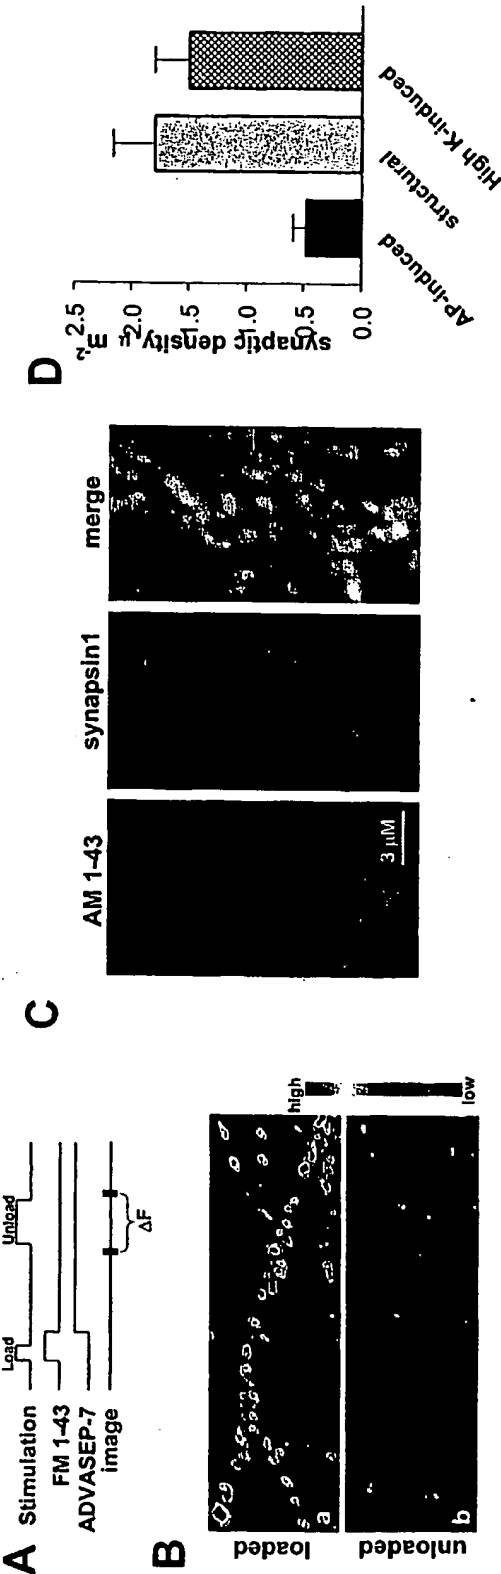 A
Load
Unload
Stimulation
FM 1-43
ADVASEP-7
image
ΔF
B
loaded
a
unloaded
b
high
low
C
AM 1-43
synapsin1
merge
3 μM
D
synaptic density, μ m-2
2.5
2.0
1.5
1.0
0.5
0.0
AP-induced
structural
High K-induced